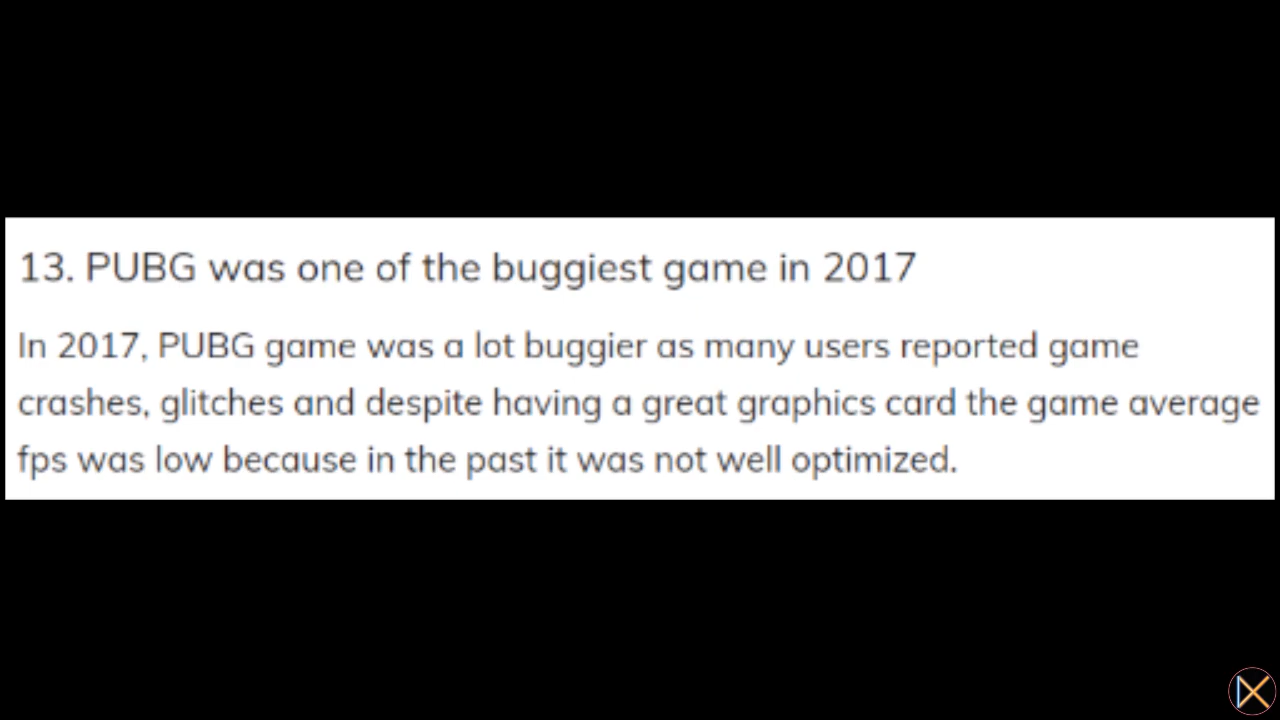 13. PUBG was one of the buggiest game in 2017
In 2017, PUBG game was a lot buggier as many users reported game
crashes, glitches and despite having a great graphics card the game average
fps was low because in the past it was not well optimized.